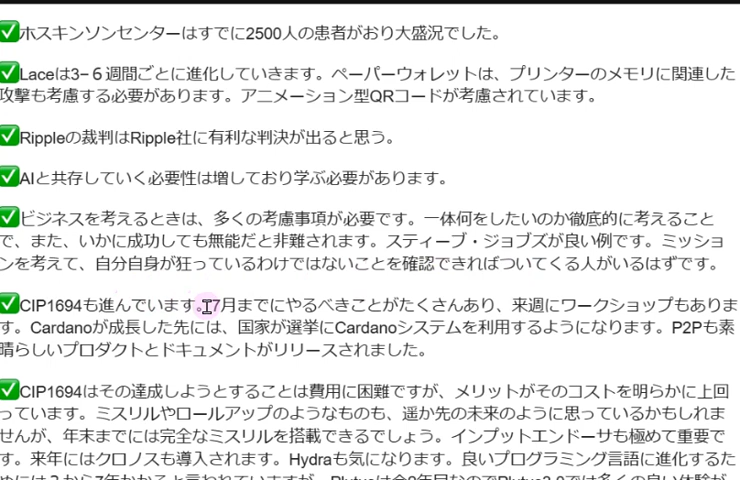 ✅ホスキンソンセンターはすでに2500人の患者がおり大盛況でした。
✅Laceは3−６週間ごとに進化していきます。ペーパーウォレットは、プリンターのメモリに関連した
攻撃も考慮する必要があります。アニメーション型QRコードが考慮されています。
✅Rippleの裁判はRipple社に有利な判決が出ると思う。
✅AIと共存していく必要性は増しており学ぶ必要があります。
✅ビジネスを考えるときは、多くの考慮事項が必要です。一体何をしたいのか徹底的に考えること
で、また、いかに成功しても無能だと非難されます。スティーブ・ジョブズが良い例です。ミッショ
ンを考えて、自分自身が狂っているわけではないことを確認できればついてくる人がいるはずです。
✅CIP1694も進んでいます。17月までにやるべきことがたくさんあり、来週にワークショップもありま
す。Cardanoが成長した先には、国家が選挙にCardanoシステムを利用するようになります。P2Pも素
晴らしいプロダクトとドキュメントがリリースされました。
✅CIP1694はその達成しようとすることは費用に困難ですが、メリットがそのコストを明らかに上回
っています。ミスリルやロールアップのようなものも、遥か先の未来のように思っているかもしれま
せんが、年末までには完全なミスリルを搭載できるでしょう。インプットエンドーサも極めて重要で
す。来年にはクロノスも導入されます。Hydraも気になります。良いプログラミング言語に進化するた